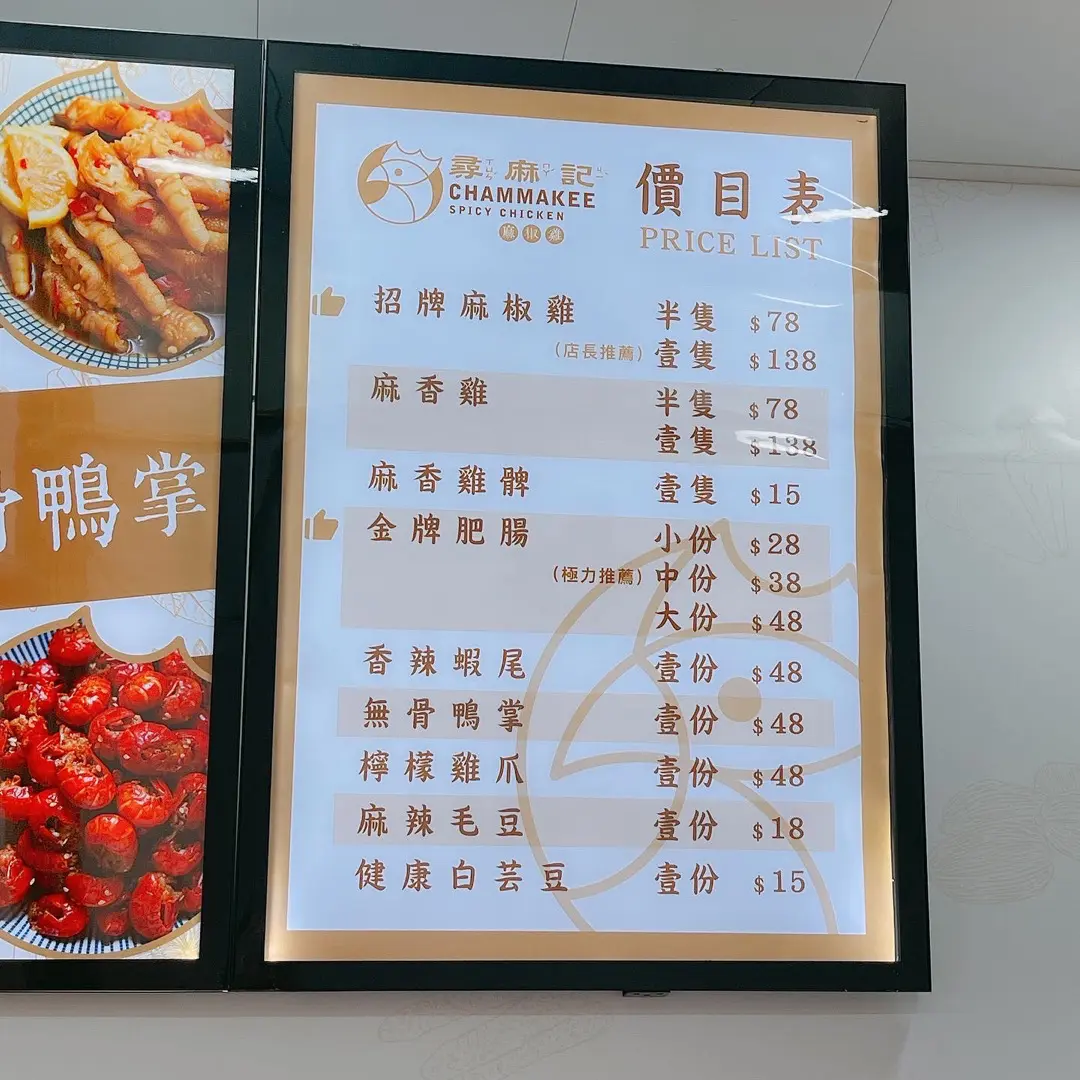 尋麻記
CHAMMAKEE
SPICY CHICKEN
麻椒雞
價目表
PRICE LIST
招牌麻椒雞 半隻 $78
(店長推薦) 壹隻 $138
麻香雞 半隻 $78
壹隻 $138
麻香雞髀 壹隻 $15
金牌肥腸 小份 $28
(極力推薦) 中份 $38
大份 $48
香辣蝦尾 壹份 $48
無骨鴨掌 壹份 $48
檸檬雞爪 壹份 $48
麻辣毛豆 壹份 $18
健康白芸豆 壹份 $15
骨鴨掌